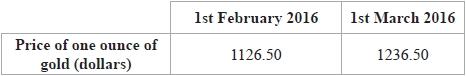 1st February 2016 1st March 2016
Price of one ounce of
gold (dollars) 1126.50 1236.50